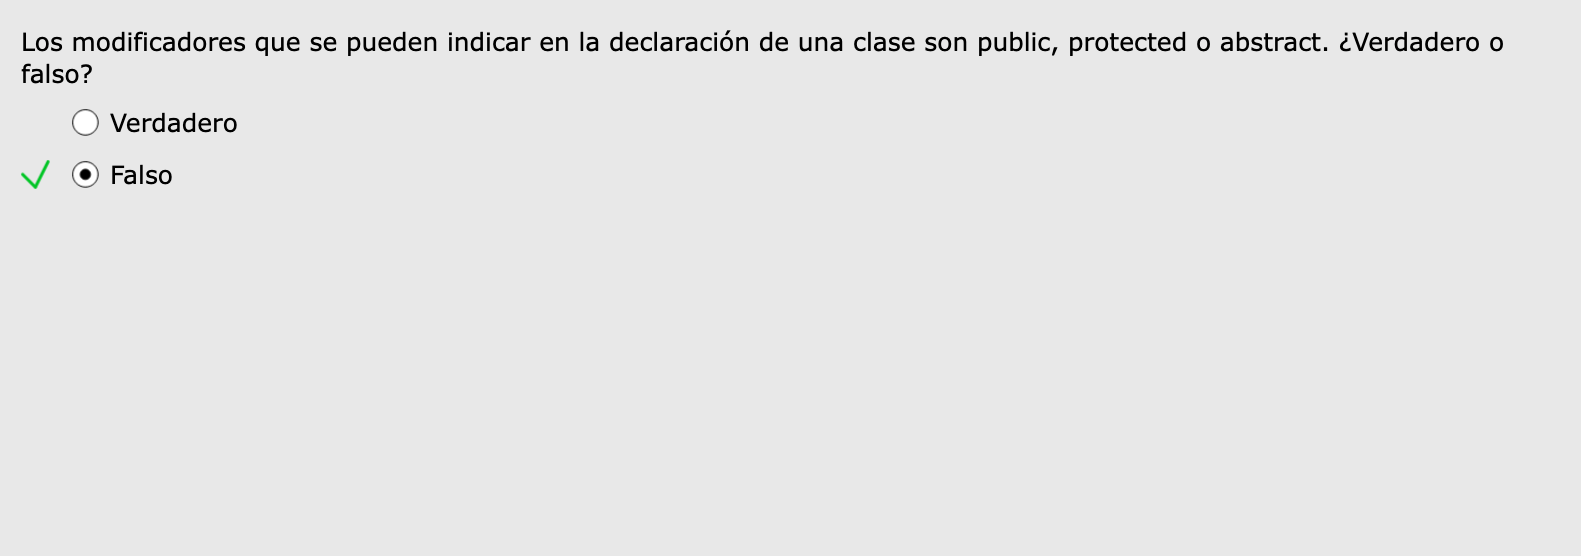 Los modificadores que se pueden indicar en la declaración de una clase son public, protected o abstract. ¿Verdadero o
falso?
Verdadero
Falso